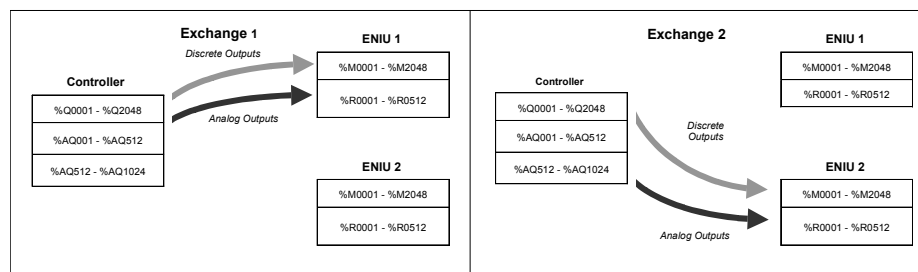 Exchange 1
ENIU 1
Discrete Outputs
%M0001 - %M2048
%R0001 - %R0512
Controller
%Q0001 - %Q2048
%AQ001 - %AQ512
%AQ512 - %AQ1024
Analog Outputs
ENIU 2
%M0001 - %M2048
%R0001 - %R0512
Exchange 2
ENIU 1
%M0001 - %M2048
%R0001 - %R0512
Controller
%Q0001 - %Q2048
%AQ001 - %AQ512
%AQ512 - %AQ1024
Discrete
Outputs
ENIU 2
%M0001 - %M2048
%R0001 - %R0512
Analog Outputs